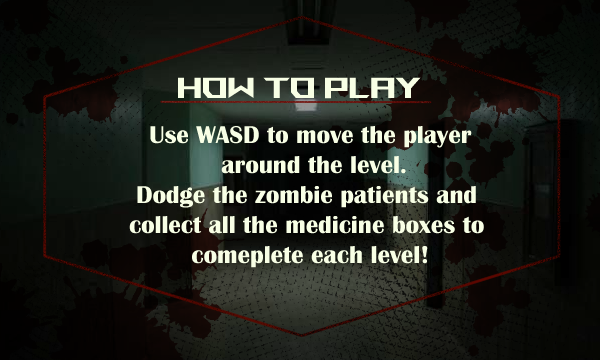 HOW TO PLAY
Use WASD to move the player
around the level.
Dodge the zombie patients and
collect all the medicine boxes to
comeplete each level!